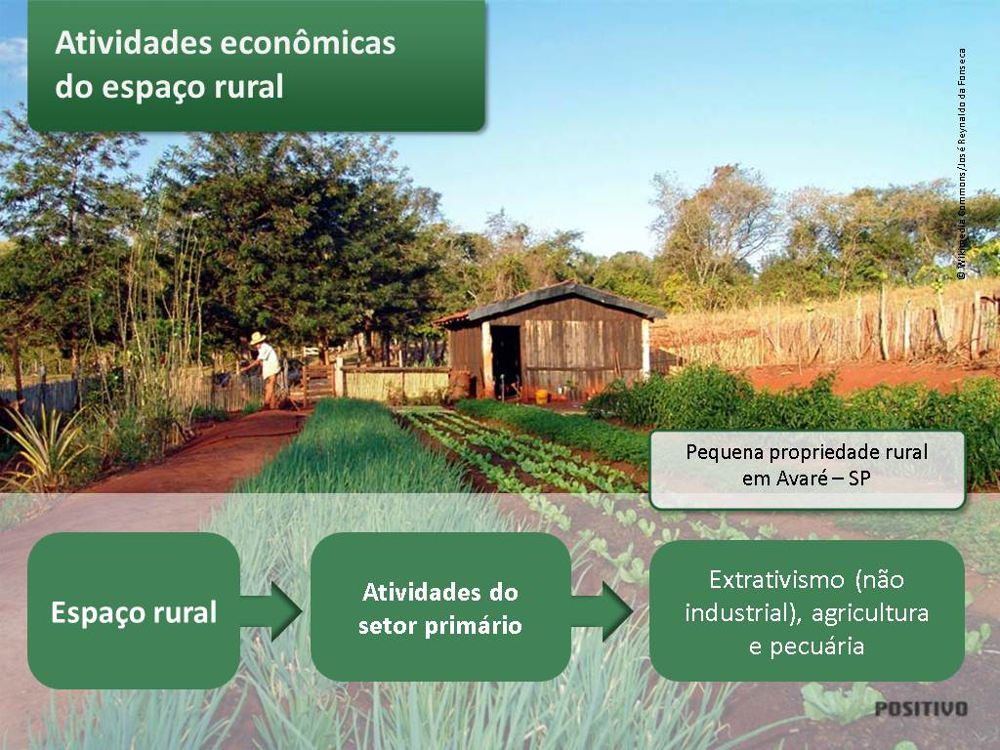 Atividades econômicas
do espaço rural
© Wikimedia Commons/José Reynaldo da Fonseca
Pequena propriedade rural
em Avaré – SP
Espaço rural
Atividades do
setor primário
Extrativismo (não
industrial), agricultura
e pecuária
POSITIVO